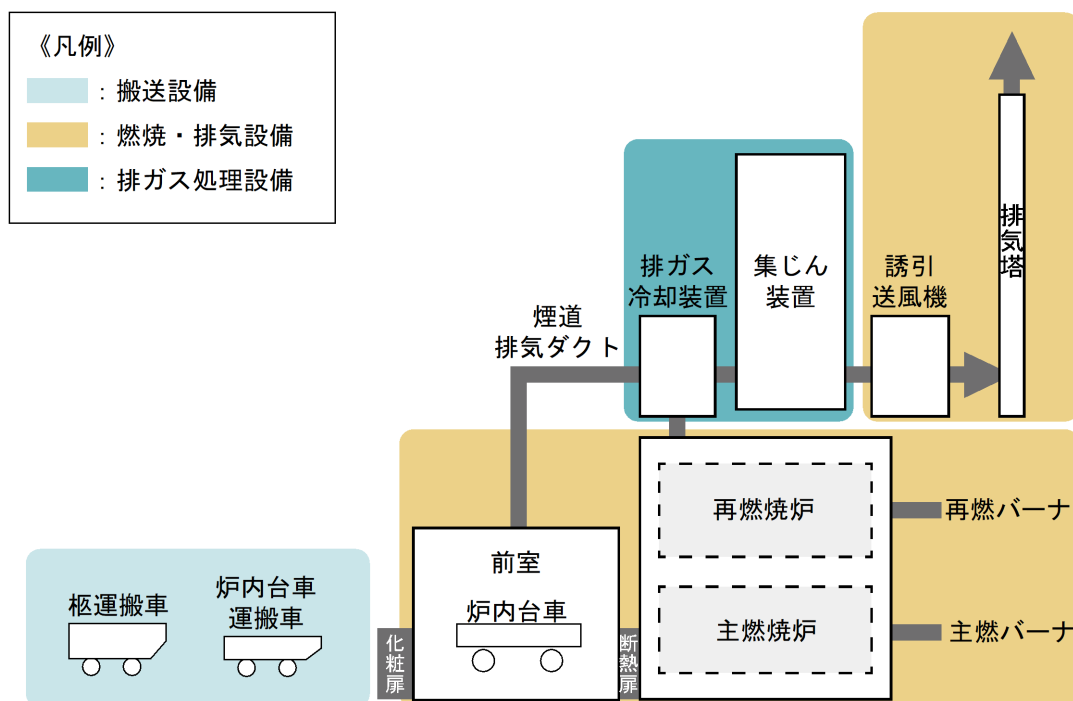 《凡例》
：搬送設備
：燃焼・排気設備
：排ガス処理設備
排気塔
排ガス
冷却装置
集じん
装置
誘引
送風機
煙道
排気ダクト
再燃焼炉
再燃バーナ
前室
炉内台車
主燃焼炉
主燃バーナ
柩運搬車
炉内台車
運搬車
化粧扉
断熱扉